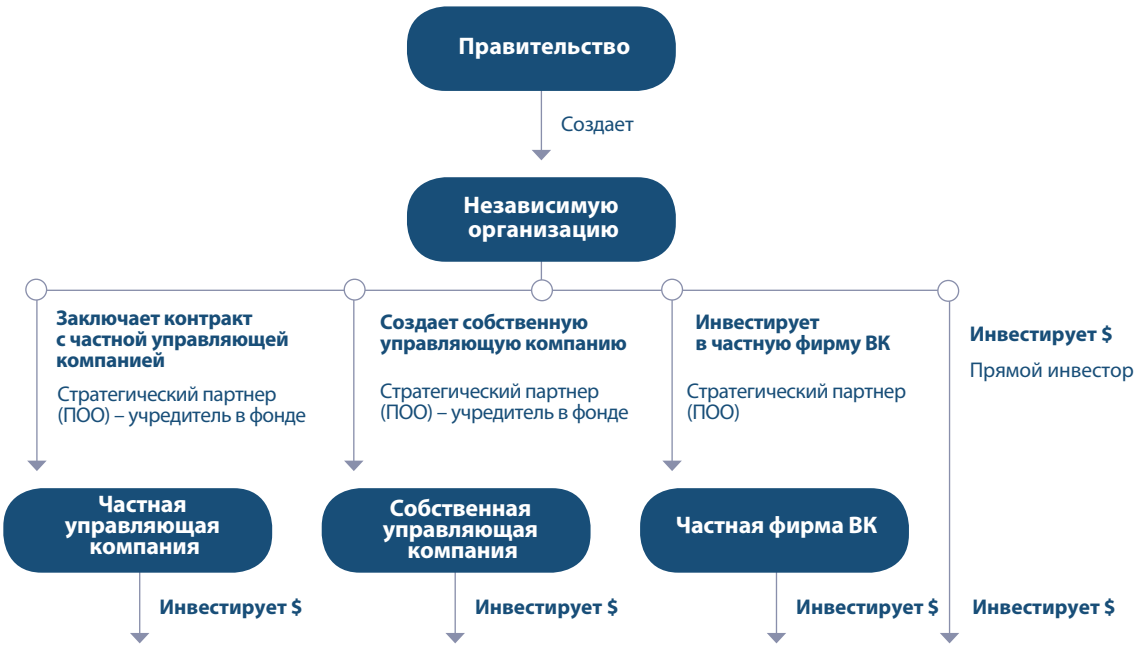 Правительство
Создает
Независимую
организацию
Заключает контракт
с частной управляющей
компанией
Стратегический партнер
(ПОО) – учредитель в фонде
Создает собственную
управляющую компанию
Стратегический партнер
(ПОО) – учредитель в фонде
Инвестирует
в частную фирму ВК
Стратегический партнер
(ПОО)
Инвестирует $
Прямой инвестор
Частная
управляющая
компания
Собственная
управляющая
компания
Частная фирма ВК
Инвестирует $
Инвестирует $
Инвестирует $
Инвестирует $